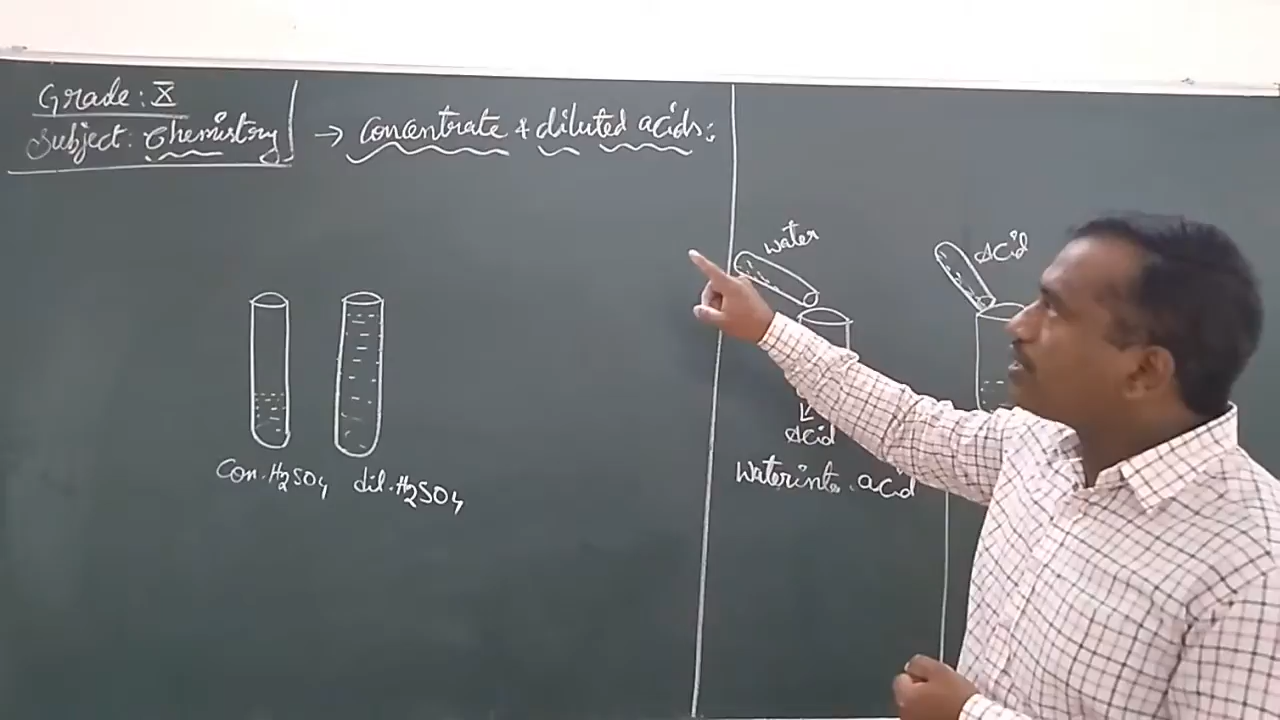 Grade: X
Subject: Chemistry
→ Concentrate & diluted acids:
water
Acid
Acid
Con. H₂SO₄ dil. H₂SO₄
Water into acid